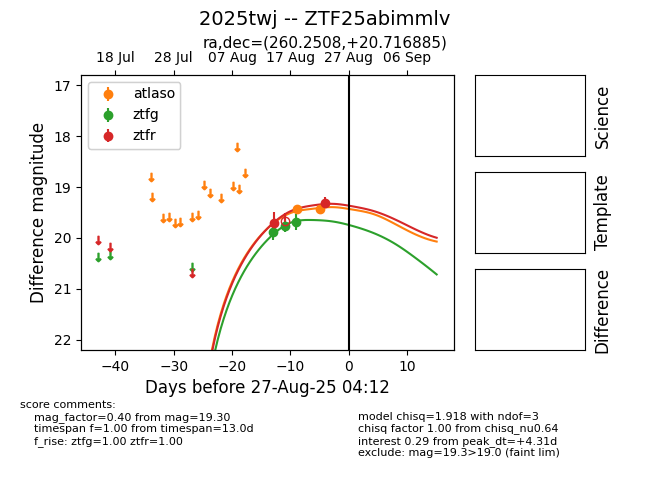 2025twj -- ZTF25abimmlv
ra,dec=(260.2508,+20.716885)
18 Jul 28 Jul 07 Aug 17 Aug 27 Aug 06 Sep
atlaso
ztfg
ztfr
17
18
19
20
21
22
Difference magnitude
−40 −30 −20 −10 0 10
Days before 27-Aug-25 04:12
Science
Template
Difference
score comments:
mag_factor=0.40 from mag=19.30
timespan f=1.00 from timespan=13.0d
f_rise: ztfg=1.00 ztfr=1.00
model chisq=1.918 with ndof=3
chisq factor 1.00 from chisq_nu0.64
interest 0.29 from peak_dt=+4.31d
exclude: mag=19.3>19.0 (faint lim)